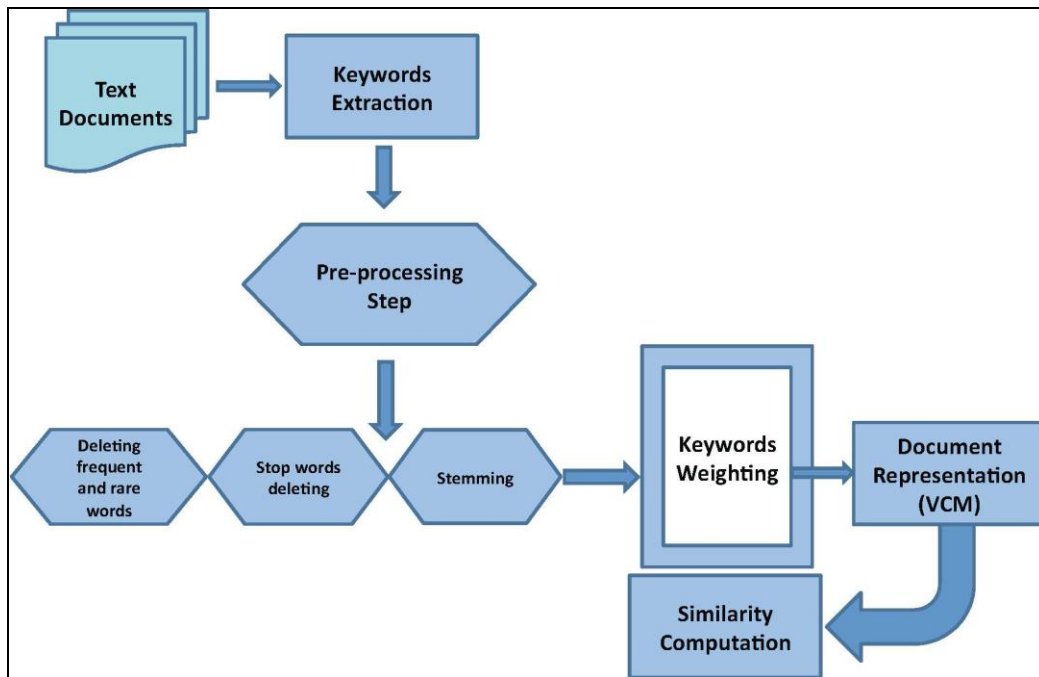 Text
Documents
Keywords
Extraction
Pre-processing
Step
Deleting
frequent
and rare
words
Stop words
deleting
Stemming
Keywords
Weighting
Document
Representation
(VCM)
Similarity
Computation